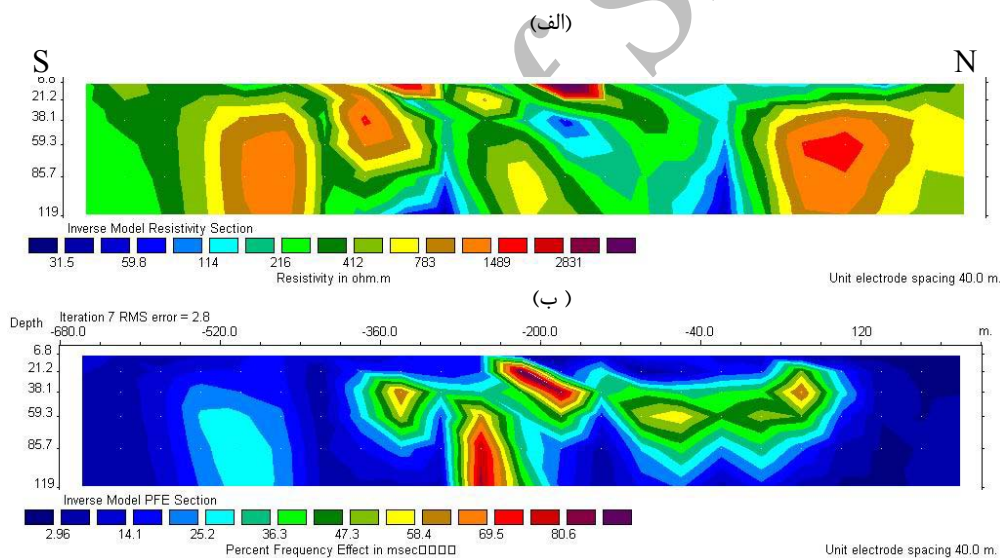 (الف)
S N
0.0
21.2
38.1
59.3
85.7
119
Inverse Model Resistivity Section
31.5 59.8 114 216 412 783 1489 2831
Resistivity in ohm.m Unit electrode spacing 40.0 m.
(ب)
Depth Iteration 7 RMS error = 2.8
-680.0 -520.0 -360.0 -200.0 -40.0 120 m.
6.8
21.2
38.1
59.3
85.7
119
Inverse Model PFE Section
2.96 14.1 25.2 36.3 47.3 58.4 69.5 80.6
Percent Frequency Effect in msec□□□□ Unit electrode spacing 40.0 m.